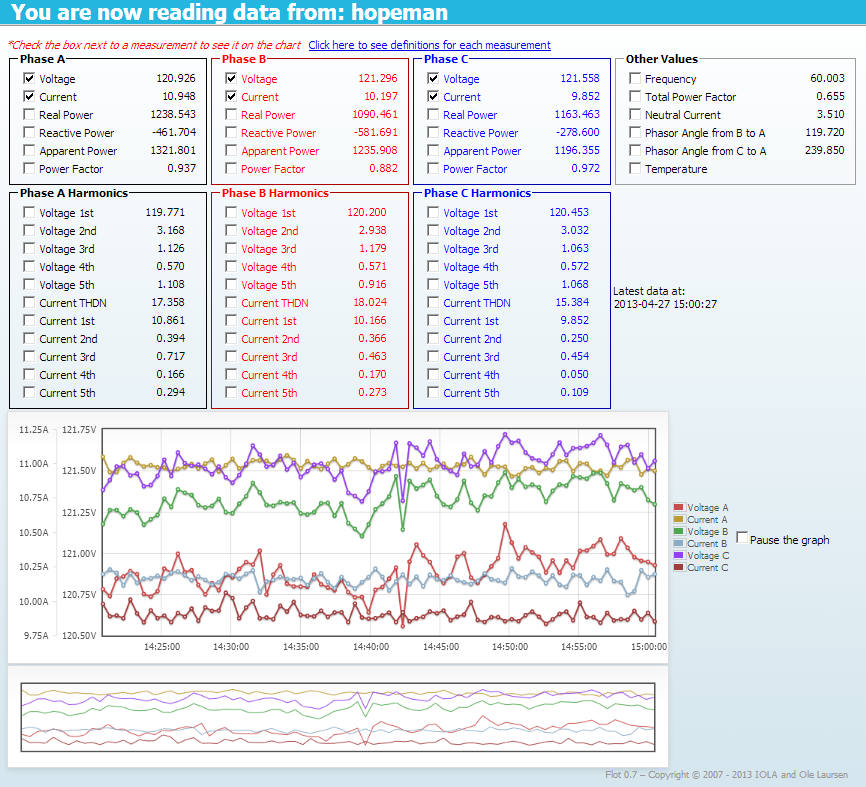 You are now reading data from: hopeman
*Check the box next to a measurement to see it on the chart Click here to see definitions for each measurement
Phase A
Voltage 120.926
Current 10.948
Real Power 1238.543
Reactive Power -461.704
Apparent Power 1321.801
Power Factor 0.937
Phase B
Voltage 121.296
Current 10.197
Real Power 1090.461
Reactive Power -581.691
Apparent Power 1235.908
Power Factor 0.882
Phase C
Voltage 121.558
Current 9.852
Real Power 1163.463
Reactive Power -278.600
Apparent Power 1196.355
Power Factor 0.972
Other Values
Frequency 60.003
Total Power Factor 0.655
Neutral Current 3.510
Phasor Angle from B to A 119.720
Phasor Angle from C to A 239.850
Temperature
Phase A Harmonics
Voltage 1st 119.771
Voltage 2nd 3.168
Voltage 3rd 1.126
Voltage 4th 0.570
Voltage 5th 1.108
Current THDN 17.358
Current 1st 10.861
Current 2nd 0.394
Current 3rd 0.717
Current 4th 0.166
Current 5th 0.294
Phase B Harmonics
Voltage 1st 120.200
Voltage 2nd 2.938
Voltage 3rd 1.179
Voltage 4th 0.571
Voltage 5th 0.916
Current THDN 18.024
Current 1st 10.166
Current 2nd 0.366
Current 3rd 0.463
Current 4th 0.170
Current 5th 0.273
Phase C Harmonics
Voltage 1st 120.453
Voltage 2nd 3.032
Voltage 3rd 1.063
Voltage 4th 0.572
Voltage 5th 1.068
Current THDN 15.384
Current 1st 9.852
Current 2nd 0.250
Current 3rd 0.454
Current 4th 0.050
Current 5th 0.109
Latest data at:
2013-04-27 15:00:27
11.25A 121.75V
11.00A 121.50V
10.75A 121.25V
10.50A 121.00V
10.25A 120.75V
10.00A 120.50V
9.75A
14:25:00 14:30:00 14:35:00 14:40:00 14:45:00 14:50:00 14:55:00 15:00:00
Voltage A
Current A
Voltage B
Current B
Voltage C
Current C
Pause the graph
Flot 0.7 – Copyright © 2007 - 2013 IOLA and Ole Laursen